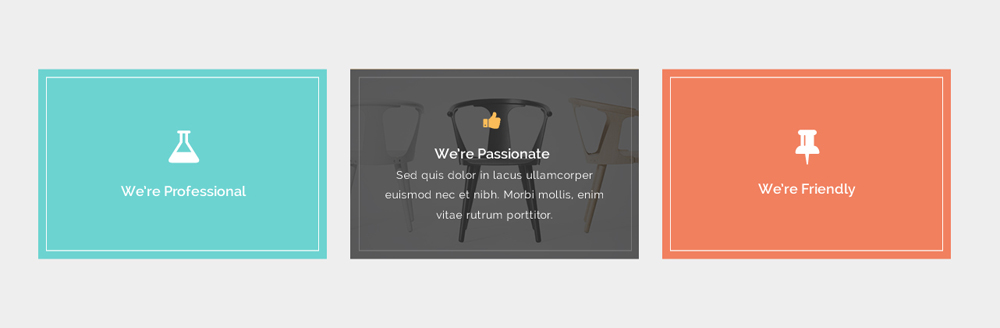 We're Professional
We're Passionate
Sed quis dolor in lacus ullamcorper
euismod nec et nibh. Morbi mollis, enim
vitae rutrum porttitor.
We're Friendly